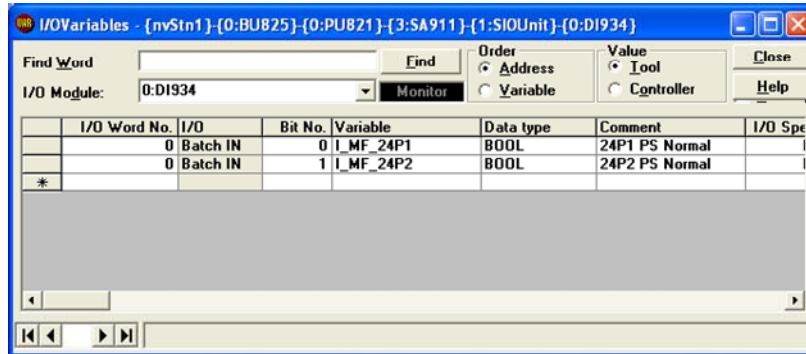 I/OVariables - {nvStn1}-{0:BU825}-{0:PU821}-{3:SA911}-{1:SIOUnit}-{0:DI934}
Find Word Find Order Value Close
Address Tool
I/O Module: 0:DI934 Monitor Variable Controller Help
I/O Word No. I/O Bit No. Variable Data type Comment I/O Spe
0 Batch IN 0 I_MF_24P1 BOOL 24P1 PS Normal I
0 Batch IN 1 I_MF_24P2 BOOL 24P2 PS Normal I
*